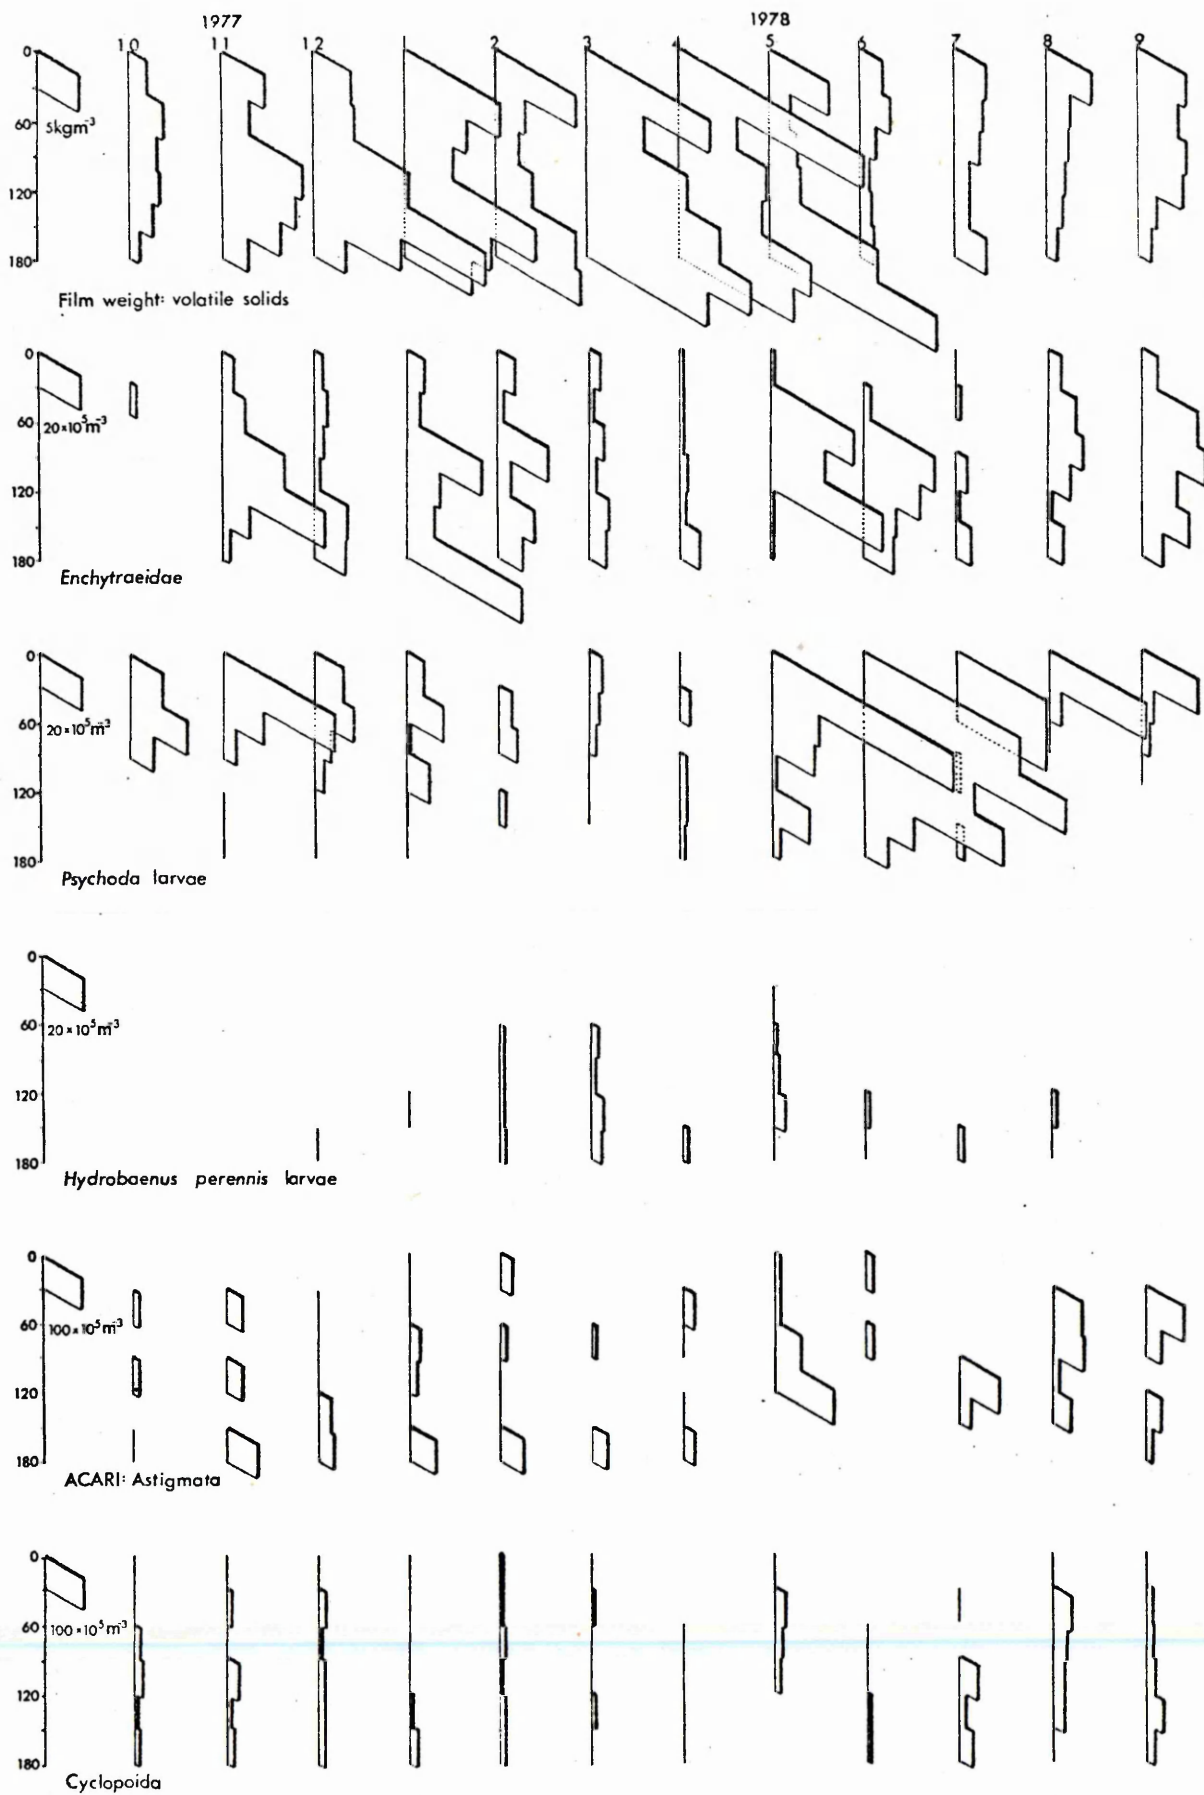 1977 1978
10 11 12 2 3 4 5 6 7 8 9
0
5kgm⁻³
60
120
180
Film weight: volatile solids
0
60
20×10⁵m⁻³
120
180
Enchytraeidae
0
60
20×10⁵m⁻³
120
180
Psychoda larvae
0
60
20×10⁵m⁻³
120
180
Hydrobaenus perennis larvae
0
60
100×10⁵m⁻³
120
180
ACARI: Astigmata
0
60
100×10⁵m⁻³
120
180
Cyclopoida